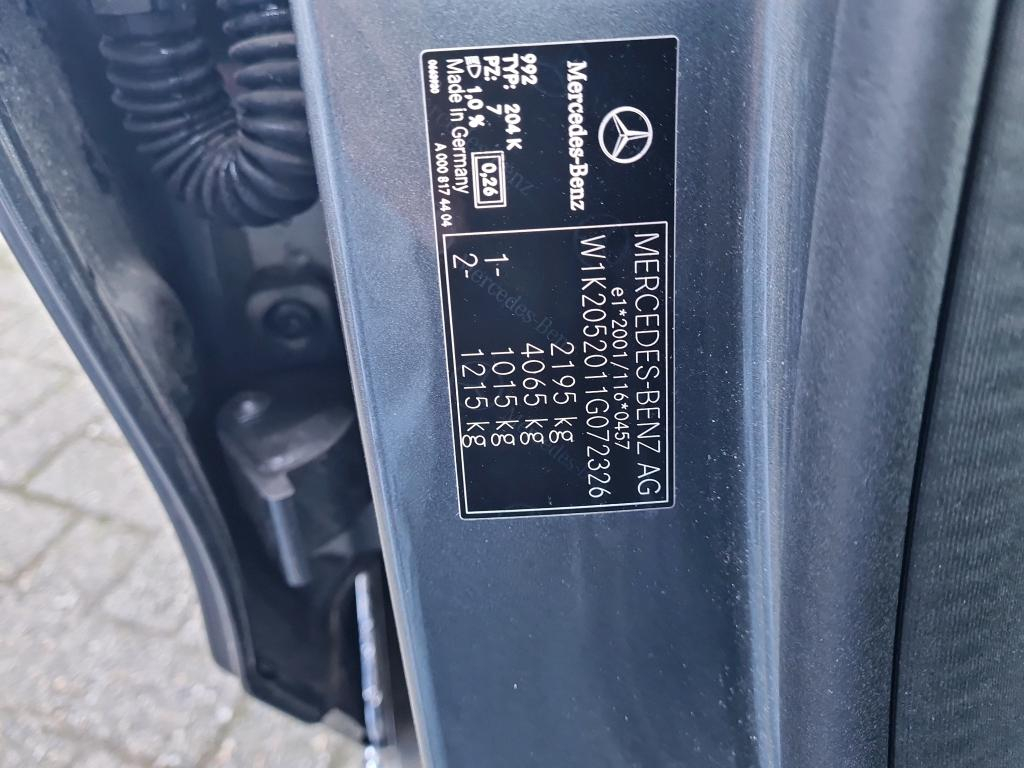 Mercedes-Benz
992
TYP: 204 K
PZ: 7
1,0 %
0,26
Made in Germany
A 000 817 44 04
MERCEDES-BENZ AG
e1*2001/116*0457
W1K2052011G072326
2195 kg
4065 kg
1- 1015 kg
2- 1215 kg